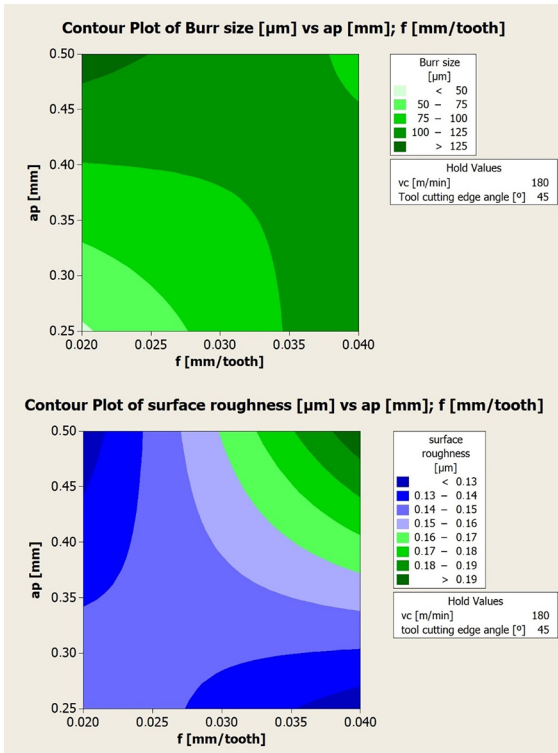 Contour Plot of Burr size [µm] vs ap [mm]; f [mm/tooth]
ap [mm]
0.50
0.45
0.40
0.35
0.30
0.25
0.020 0.025 0.030 0.035 0.040
f [mm/tooth]
Burr size
[µm]
< 50
50 – 75
75 – 100
100 – 125
> 125
Hold Values
vc [m/min] 180
Tool cutting edge angle [º] 45
Contour Plot of surface roughness [µm] vs ap [mm]; f [mm/tooth]
ap [mm]
0.50
0.45
0.40
0.35
0.30
0.25
0.020 0.025 0.030 0.035 0.040
f [mm/tooth]
surface
roughness
[µm]
< 0.13
0.13 – 0.14
0.14 – 0.15
0.15 – 0.16
0.16 – 0.17
0.17 – 0.18
0.18 – 0.19
> 0.19
Hold Values
vc [m/min] 180
tool cutting edge angle [º] 45